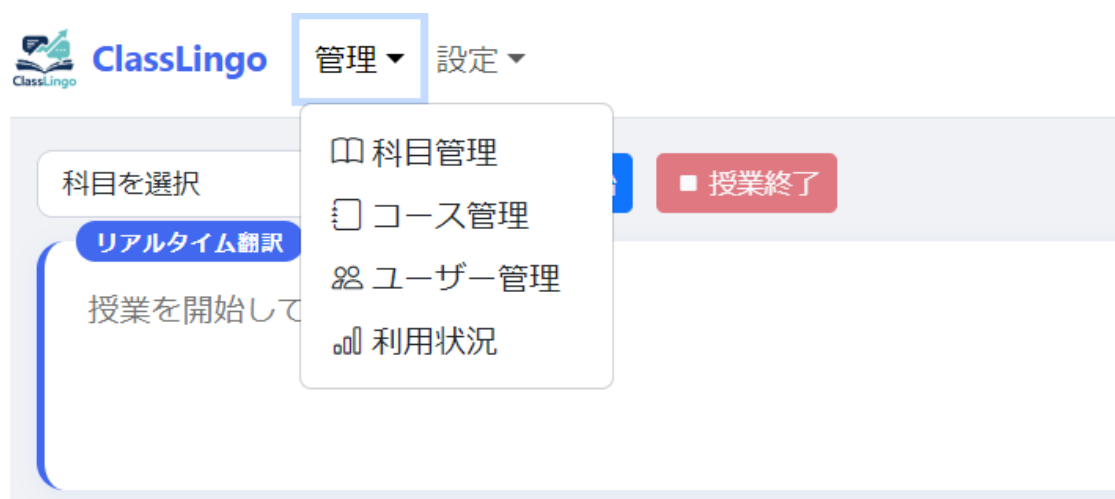 ClassLingo
ClassLingo 管理 設定
科目管理
コース管理
ユーザー管理
利用状況
科目を選択
授業終了
リアルタイム翻訳
授業を開始して